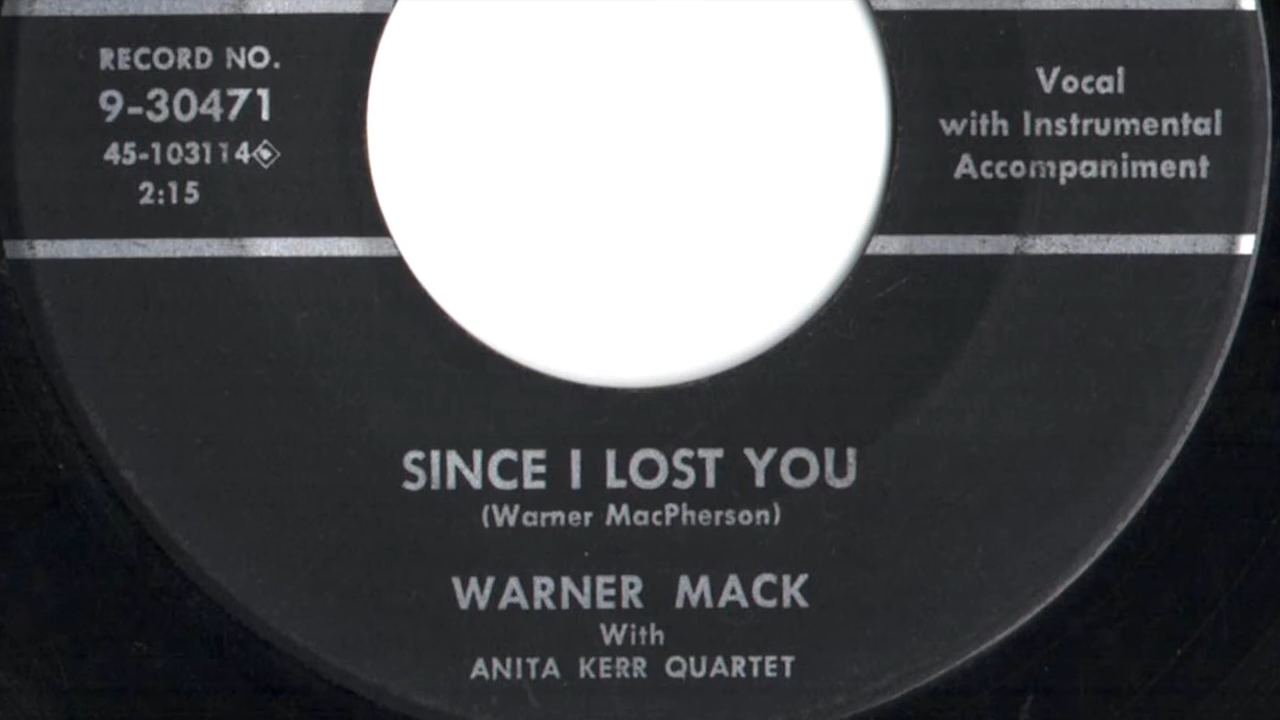 RECORD NO.
9-30471
45-103114
2:15
Vocal
with Instrumental
Accompaniment
SINCE I LOST YOU
(Warner MacPherson)
WARNER MACK
With
ANITA KERR QUARTET